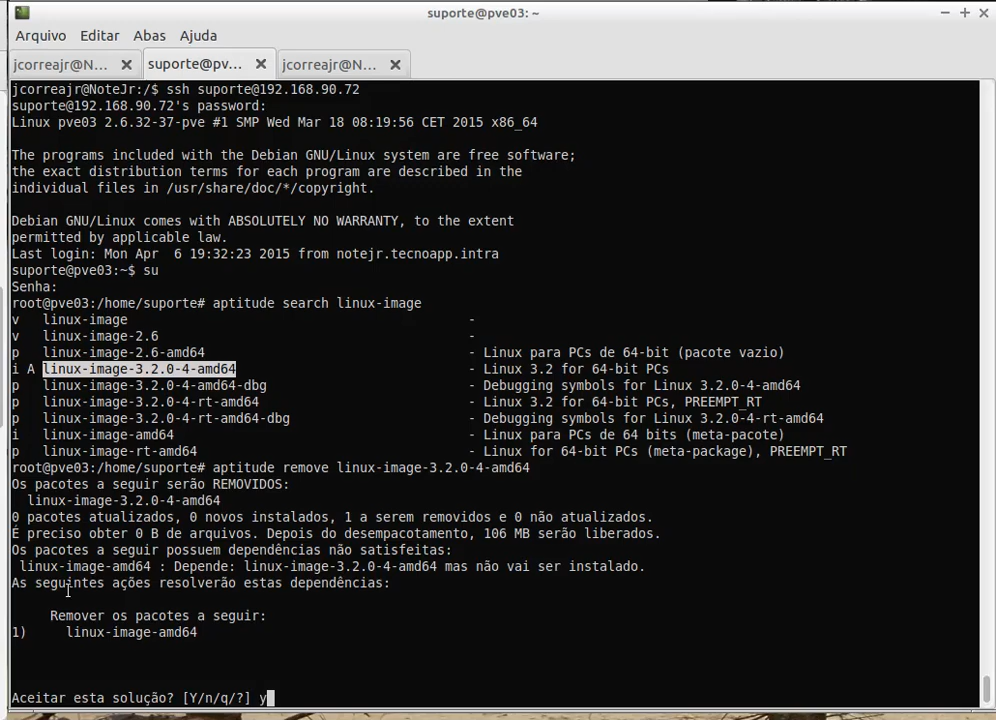 suporte@pve03: ~
Arquivo Editar Abas Ajuda
jcorreajr@N... suporte@pv... jcorreajr@N...
jcorreajr@NoteJr:/$ ssh suporte@192.168.90.72
suporte@192.168.90.72's password:
Linux pve03 2.6.32-37-pve #1 SMP Wed Mar 18 08:19:56 CET 2015 x86_64
The programs included with the Debian GNU/Linux system are free software;
the exact distribution terms for each program are described in the
individual files in /usr/share/doc/*/copyright.
Debian GNU/Linux comes with ABSOLUTELY NO WARRANTY, to the extent
permitted by applicable law.
Last login: Mon Apr  6 19:32:23 2015 from notejr.tecnoapp.intra
suporte@pve03:~$ su
Senha:
root@pve03:/home/suporte# aptitude search linux-image
v   linux-image                                            -
v   linux-image-2.6                                        -
p   linux-image-2.6-amd64                                  - Linux para PCs de 64-bit (pacote vazio)
i A linux-image-3.2.0-4-amd64                              - Linux 3.2 for 64-bit PCs
p   linux-image-3.2.0-4-amd64-dbg                          - Debugging symbols for Linux 3.2.0-4-amd64
p   linux-image-3.2.0-4-rt-amd64                           - Linux 3.2 for 64-bit PCs, PREEMPT_RT
p   linux-image-3.2.0-4-rt-amd64-dbg                       - Debugging symbols for Linux 3.2.0-4-rt-amd64
i   linux-image-amd64                                      - Linux para PCs de 64 bits (meta-pacote)
p   linux-image-rt-amd64                                   - Linux for 64-bit PCs (meta-package), PREEMPT_RT
root@pve03:/home/suporte# aptitude remove linux-image-3.2.0-4-amd64
Os pacotes a seguir serão REMOVIDOS:
  linux-image-3.2.0-4-amd64
0 pacotes atualizados, 0 novos instalados, 1 a serem removidos e 0 não atualizados.
É preciso obter 0 B de arquivos. Depois do desempacotamento, 106 MB serão liberados.
Os pacotes a seguir possuem dependências não satisfeitas:
 linux-image-amd64 : Depende: linux-image-3.2.0-4-amd64 mas não vai ser instalado.
As seguintes ações resolverão estas dependências:
     Remover os pacotes a seguir:
1)     linux-image-amd64
Aceitar esta solução? [Y/n/q/?] y